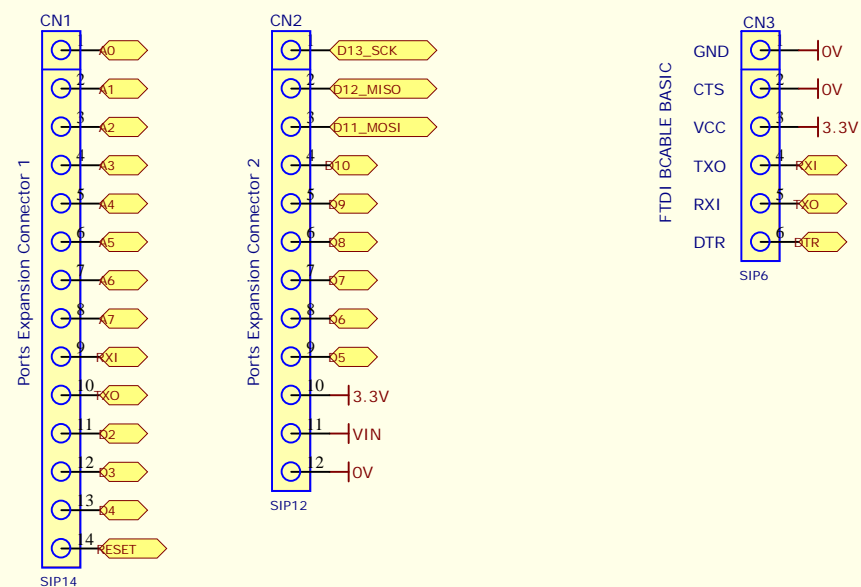 CN1
Ports Expansion Connector 1
1 A0
2 A1
3 A2
4 A3
5 A4
6 A5
7 A6
8 A7
9 RXI
10 TXO
11 D2
12 D3
13 D4
14 RESET
SIP14
CN2
Ports Expansion Connector 2
1 D13_SCK
2 D12_MISO
3 D11_MOSI
4 D10
5 D9
6 D8
7 D7
8 D6
9 D5
10 3.3V
11 VIN
12 0V
SIP12
CN3
FTDI BCABLE BASIC
GND 1 0V
CTS 2 0V
VCC 3 3.3V
TXO 4 RXI
RXI 5 TXO
DTR 6 DTR
SIP6